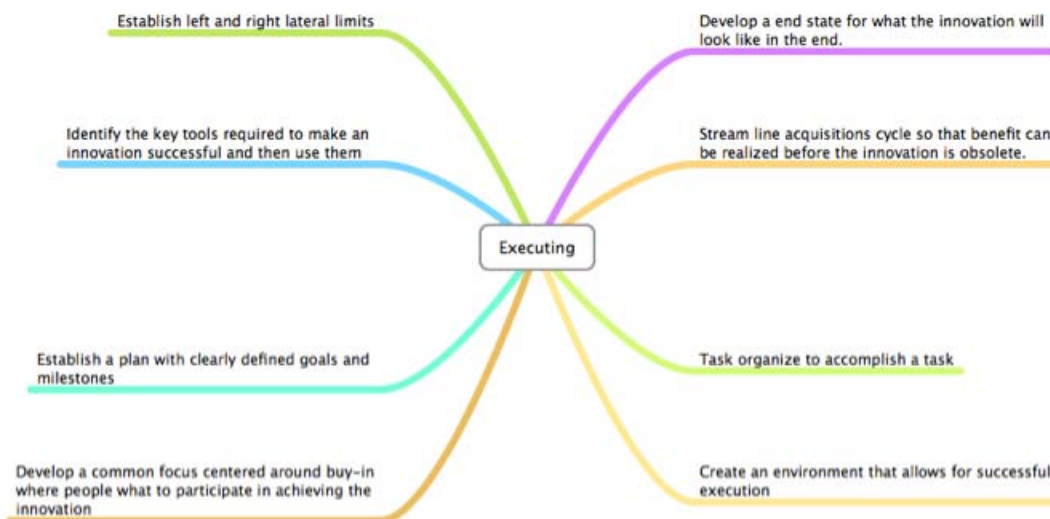 Establish left and right lateral limits
Develop a end state for what the innovation will
look like in the end.
Identify the key tools required to make an
innovation successful and then use them
Stream line acquisitions cycle so that benefit can
be realized before the innovation is obsolete.
Executing
Establish a plan with clearly defined goals and
milestones
Task organize to accomplish a task
Develop a common focus centered around buy-in
where people what to participate in achieving the
innovation
Create an environment that allows for successful
execution